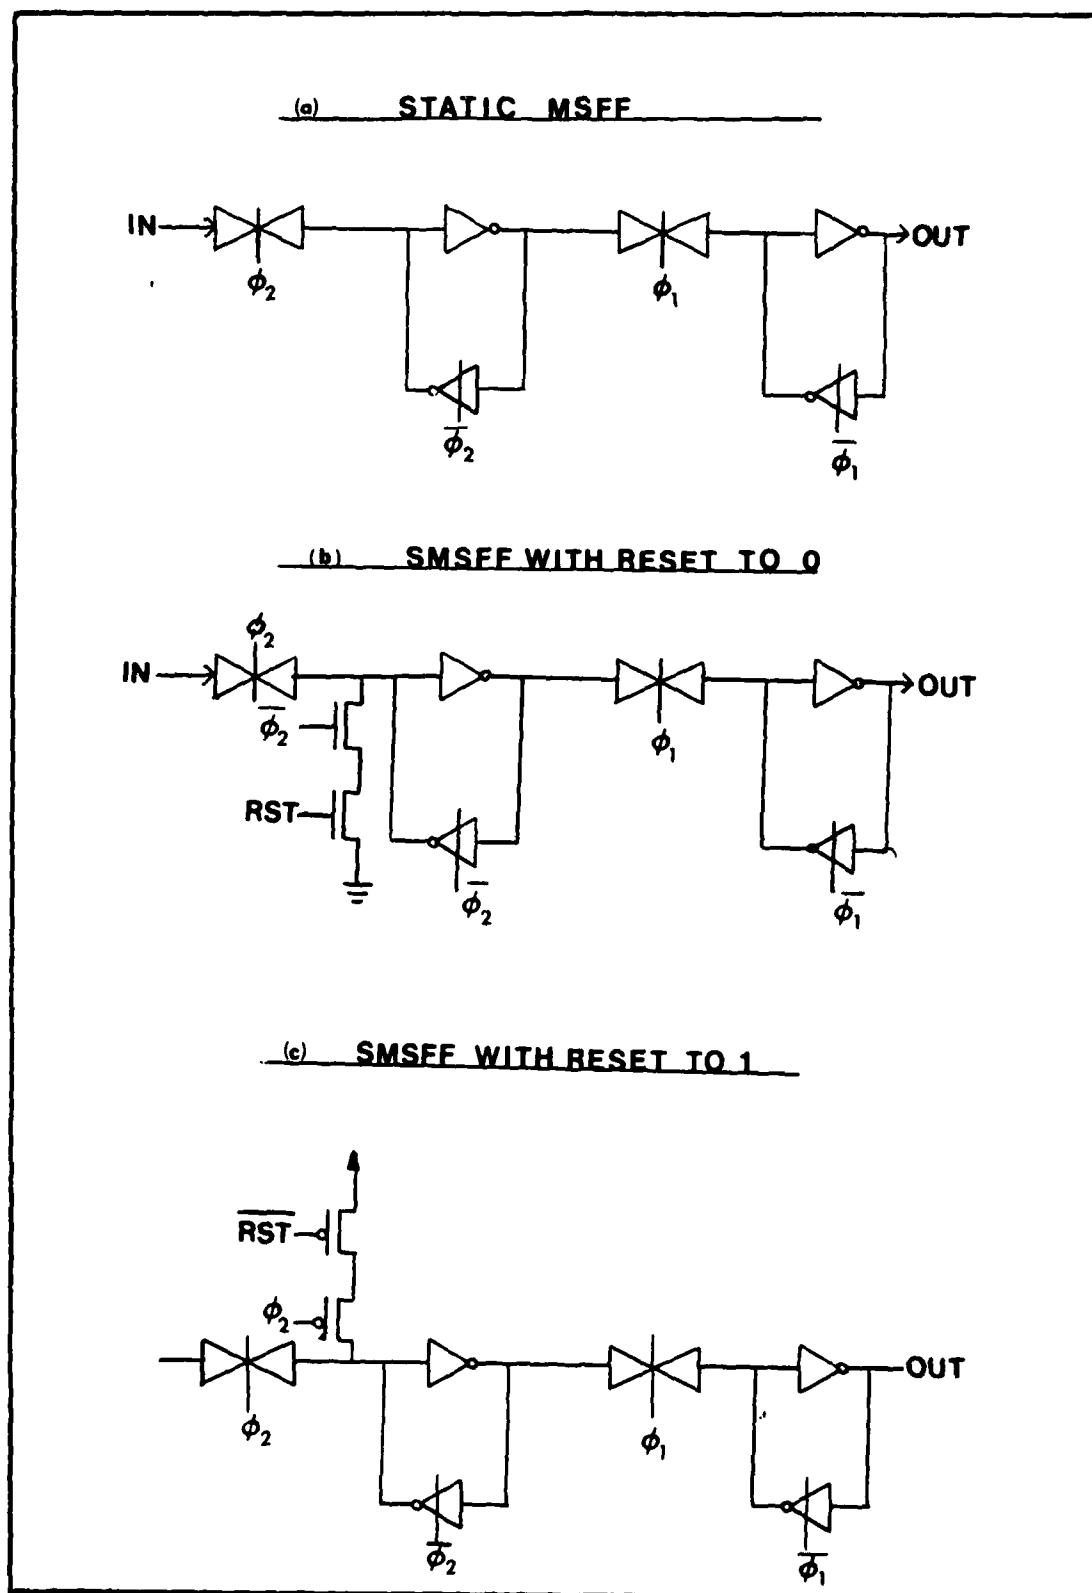 (a) STATIC MSFF
IN
OUT
ϕ₂
ϕ₁
ϕ̅₂
ϕ̅₁
(b) SMSFF WITH RESET TO 0
ϕ₂
IN
OUT
ϕ̅₂
ϕ₁
RST
ϕ̅₂
ϕ̅₁
(c) SMSFF WITH RESET TO 1
R̅S̅T̅
ϕ₂
OUT
ϕ₂
ϕ₁
ϕ̅₂
ϕ̅₁